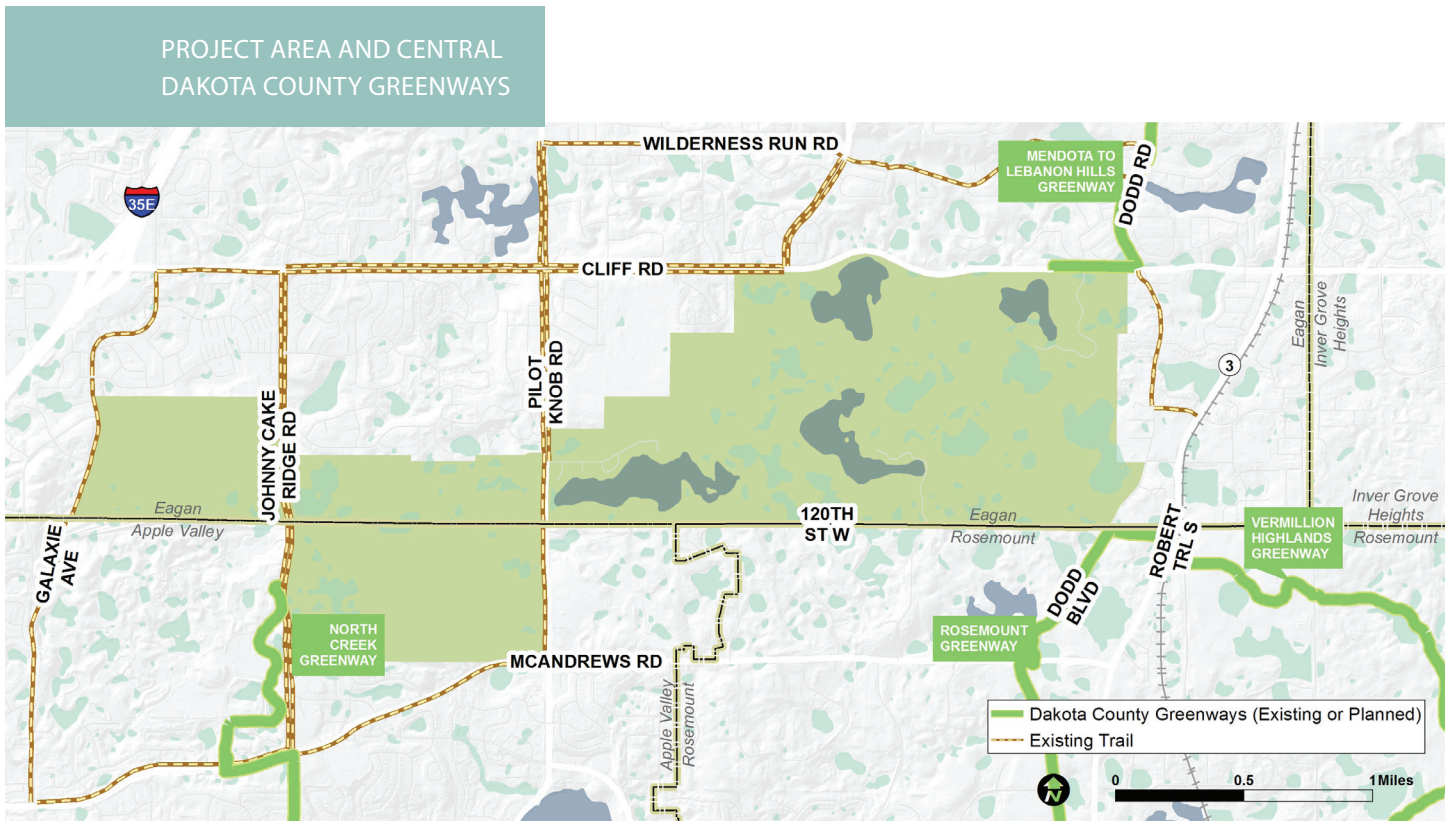 PROJECT AREA AND CENTRAL
DAKOTA COUNTY GREENWAYS
WILDERNESS RUN RD
MENDOTA TO
LEBANON HILLS
GREENWAY
DODD RD
35E
CLIFF RD
Eagan
Inver Grove
Heights
3
PILOT
KNOB RD
JOHNNY CAKE
RIDGE RD
Eagan
Apple Valley
GALAXIE
AVE
120TH
ST W
Eagan
Rosemount
ROBERT
TRL S
Inver Grove
Heights
Rosemount
VERMILLION
HIGHLANDS
GREENWAY
DODD
BLVD
NORTH
CREEK
GREENWAY
ROSEMOUNT
GREENWAY
MCANDREWS RD
Apple Valley
Rosemount
Dakota County Greenways (Existing or Planned)
Existing Trail
N
0 0.5 1 Miles